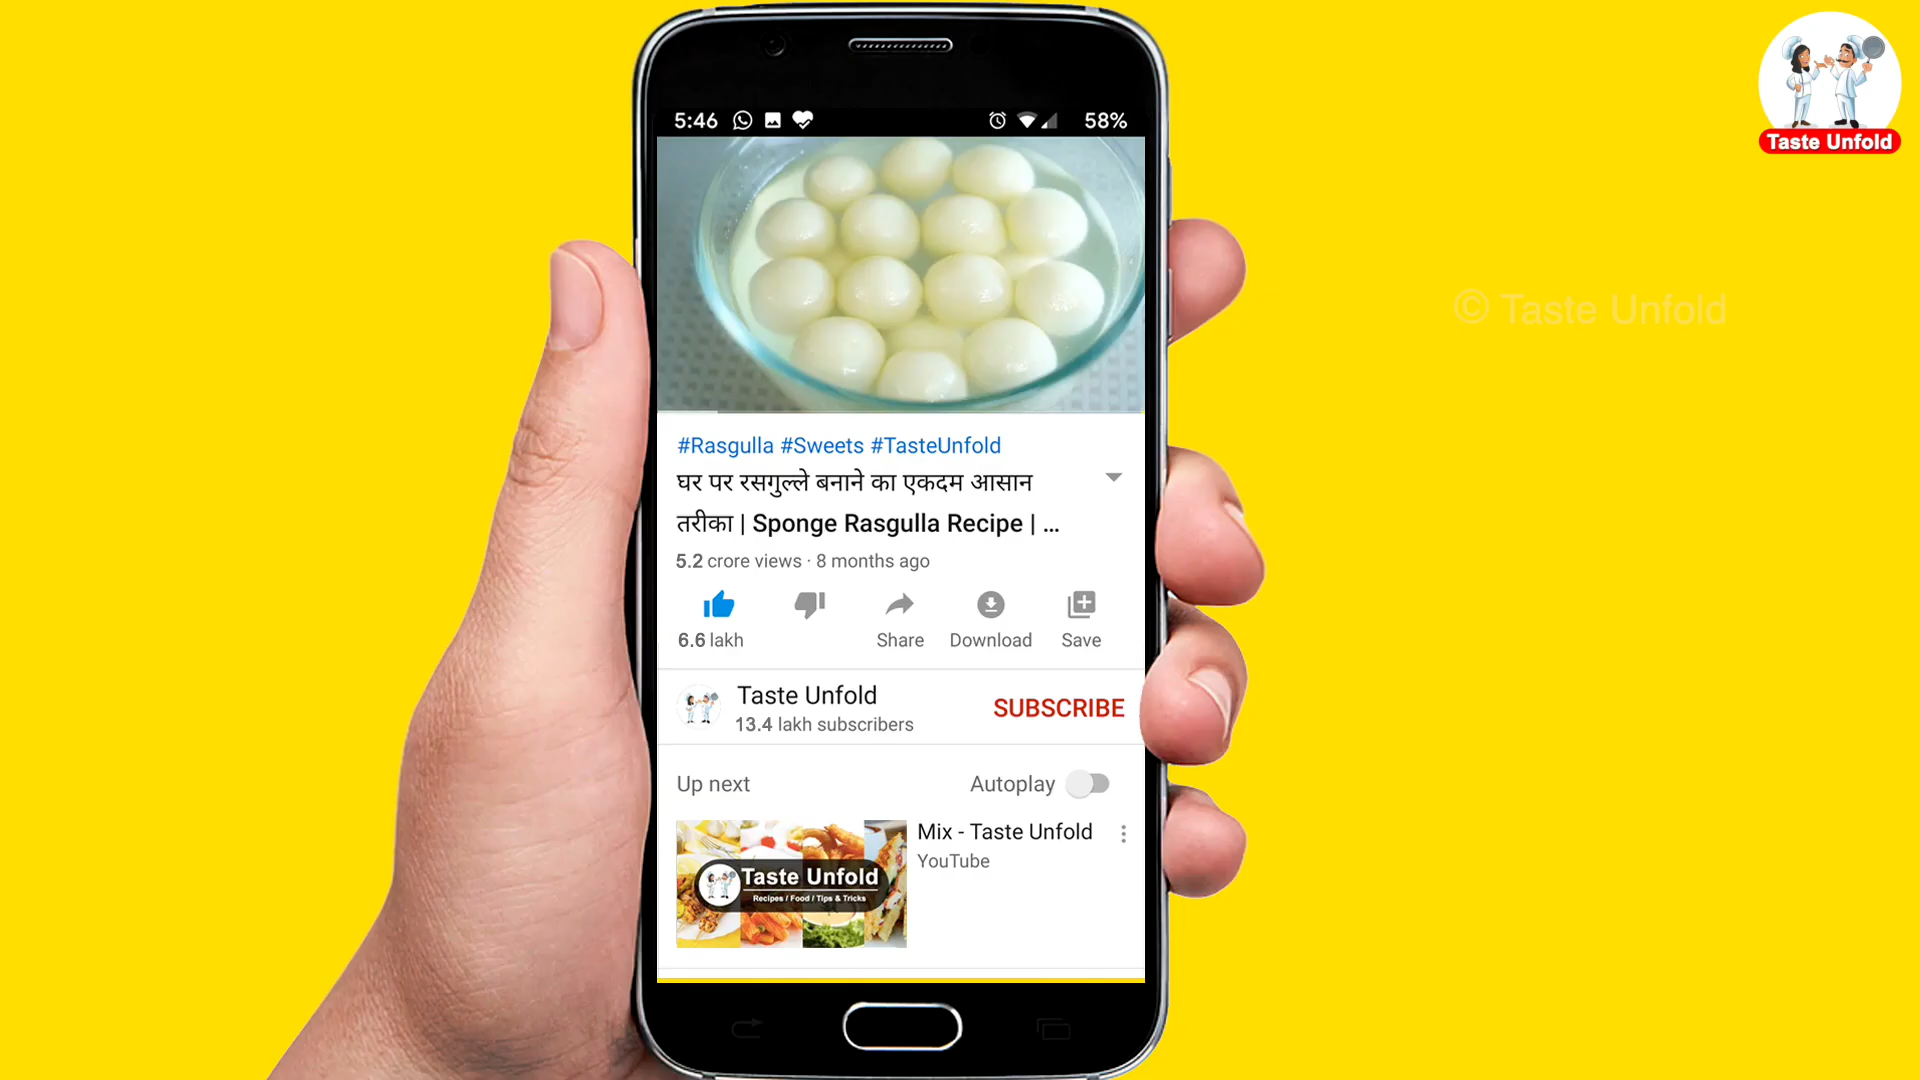 5:46
58%
Taste Unfold
© Taste Unfold
#Rasgulla #Sweets #TasteUnfold
घर पर रसगुल्ले बनाने का एकदम आसान
तरीका | Sponge Rasgulla Recipe | ...
5.2 crore views · 8 months ago
6.6 lakh
Share
Download
Save
Taste Unfold
13.4 lakh subscribers
SUBSCRIBE
Up next
Autoplay
Mix - Taste Unfold
YouTube
Taste Unfold
Recipes / Food / Tips & Tricks